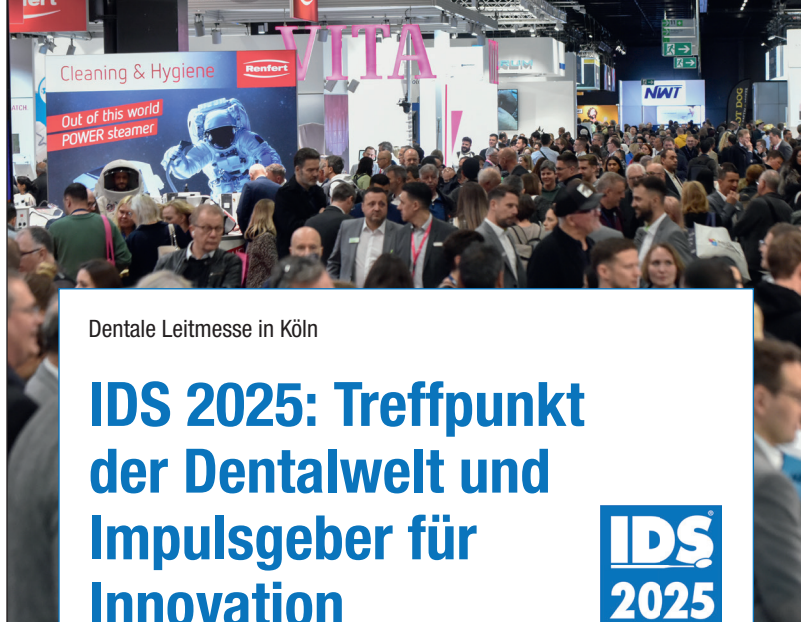 Cleaning & Hygiene
Renfert
Out of this world
POWER steamer
VITA
NWT
Dentale Leitmesse in Köln
IDS 2025: Treffpunkt
der Dentalwelt und
Impulsgeber für
Innovation
IDS
2025